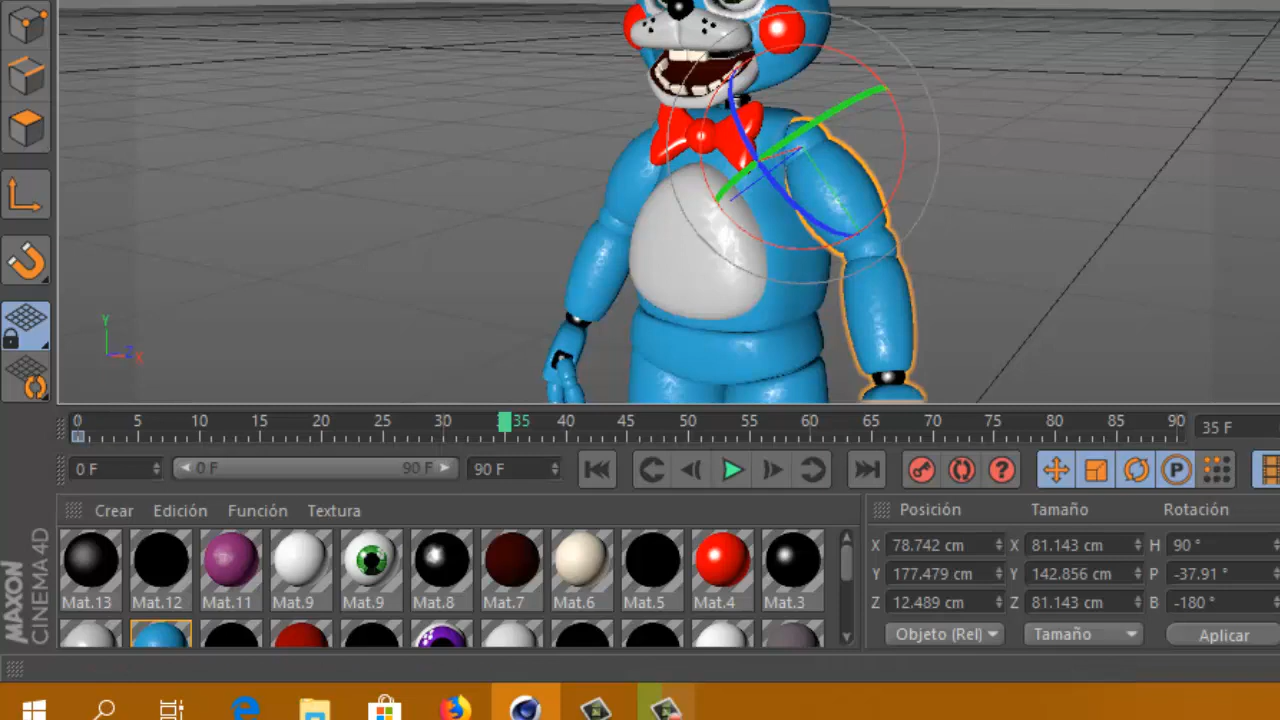 Y
Z X
0 5 10 15 20 25 30 35 40 45 50 55 60 65 70 75 80 85 90 35 F
0 F 0 F 90 F 90 F P
Crear Edición Función Textura
Posición Tamaño Rotación
X 78.742 cm X 81.143 cm H 90 °
Y 177.479 cm Y 142.856 cm P -37.91 °
Z 12.489 cm Z 81.143 cm B -180 °
Mat.13 Mat.12 Mat.11 Mat.9 Mat.9 Mat.8 Mat.7 Mat.6 Mat.5 Mat.4 Mat.3
Objeto (Rel) Tamaño Aplicar
MAXON
CINEMA 4D